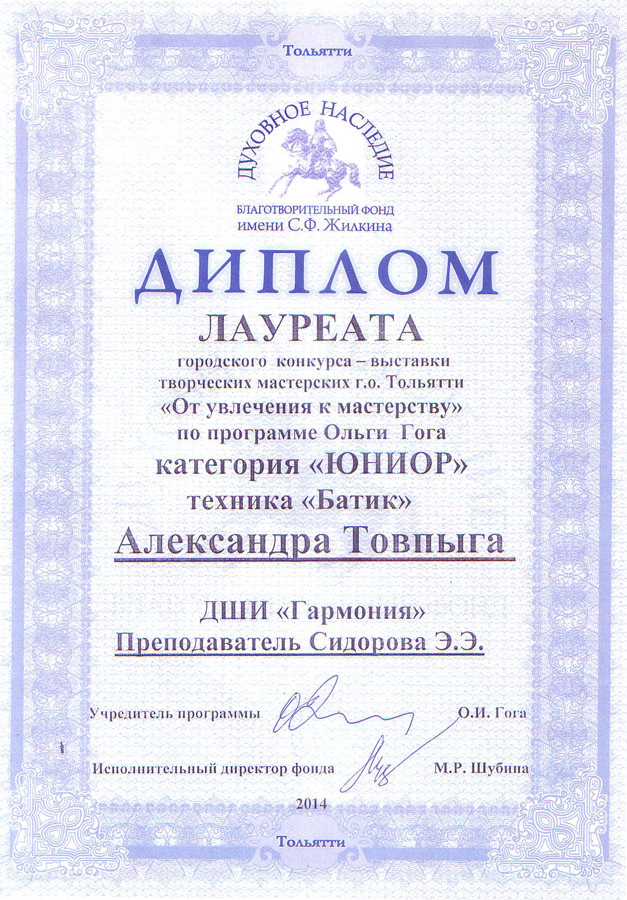 Тольятти
ДУХОВНОЕ НАСЛЕДИЕ
БЛАГОТВОРИТЕЛЬНЫЙ ФОНД
имени С.Ф. Жилкина
ДИПЛОМ
ЛАУРЕАТА
городского конкурса – выставки
творческих мастерских г.о. Тольятти
«От увлечения к мастерству»
по программе Ольги Гога
категория «ЮНИОР»
техника «Батик»
Александра Товпыга
ДШИ «Гармония»
Преподаватель Сидорова Э.Э.
Учредитель программы О.И. Гога
Исполнительный директор фонда М.Р. Шубина
2014
Тольятти